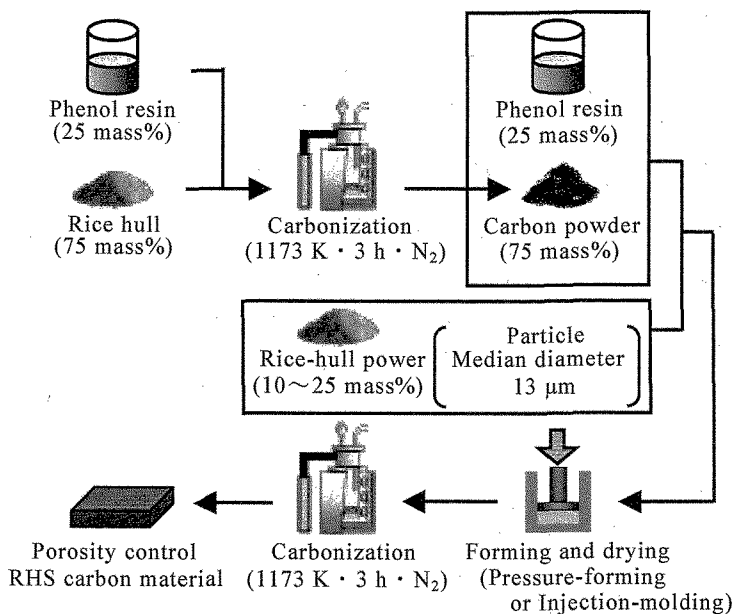 Phenol resin
(25 mass%)
Rice hull
(75 mass%)
Carbonization
(1173 K · 3 h · N₂)
Phenol resin
(25 mass%)
Carbon powder
(75 mass%)
Rice-hull power
(10～25 mass%)
Particle
Median diameter
13 μm
Porosity control
RHS carbon material
Carbonization
(1173 K · 3 h · N₂)
Forming and drying
(Pressure-forming
or Injection-molding)